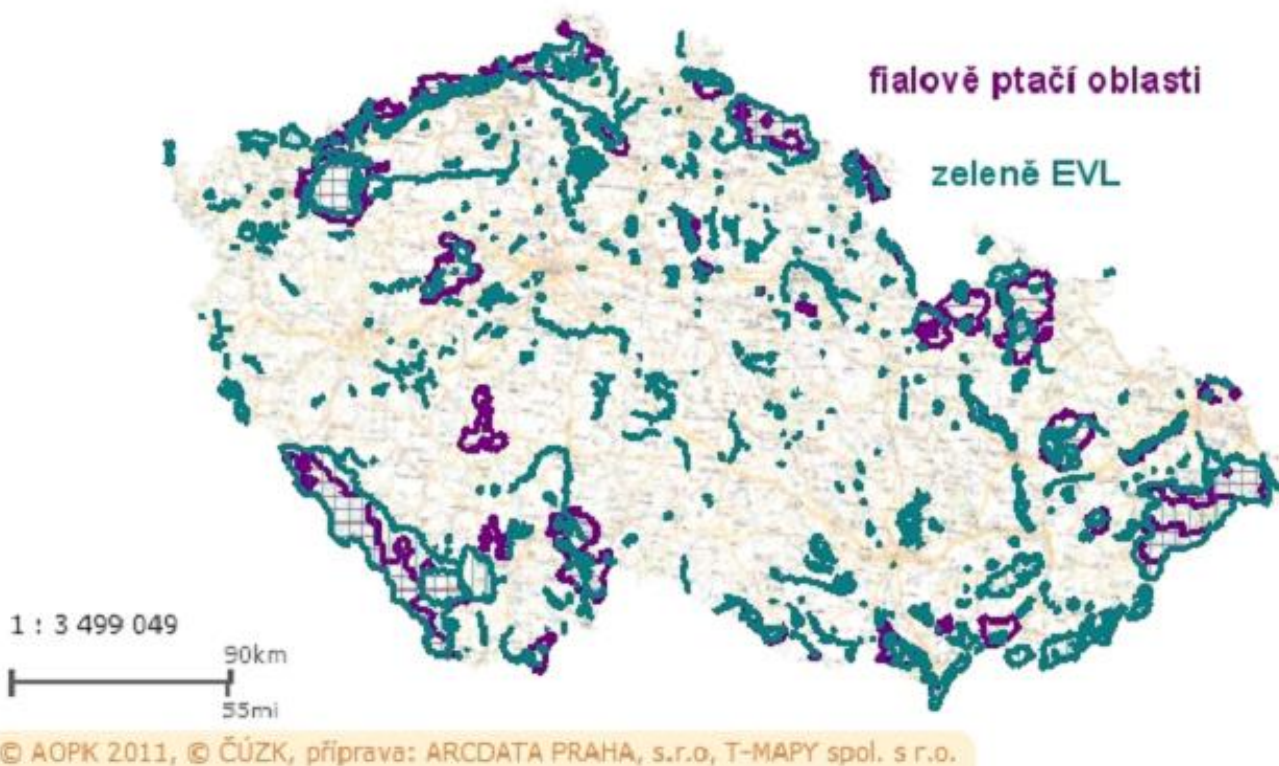 fialově ptačí oblasti
zeleně EVL
1 : 3 499 049
90km
55mi
© AOPK 2011, © ČÚZK, příprava: ARCDATA PRAHA, s.r.o, T-MAPY spol. s r.o.